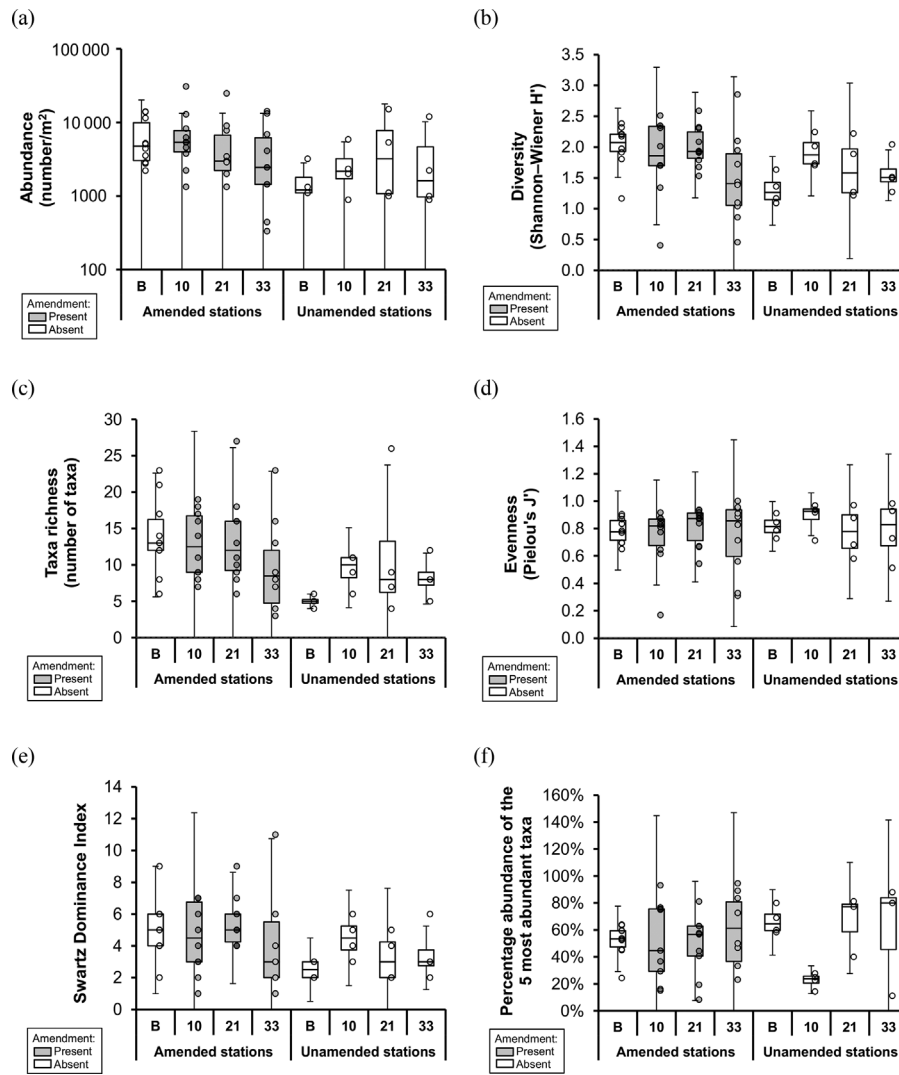 (a)
100 000
10 000
1000
100
Abundance
(number/m²)
B 10 21 33 B 10 21 33
Amended stations Unamended stations
Amendment:
Present
Absent
(b)
3.5
3.0
2.5
2.0
1.5
1.0
0.5
0.0
Diversity
(Shannon–Wiener H')
B 10 21 33 B 10 21 33
Amended stations Unamended stations
Amendment:
Present
Absent
(c)
30
25
20
15
10
5
0
Taxa richness
(number of taxa)
B 10 21 33 B 10 21 33
Amended stations Unamended stations
Amendment:
Present
Absent
(d)
1.6
1.4
1.2
1.0
0.8
0.6
0.4
0.2
0.0
Evenness
(Pielou's J')
B 10 21 33 B 10 21 33
Amended stations Unamended stations
Amendment:
Present
Absent
(e)
14
12
10
8
6
4
2
0
Swartz Dominance Index
B 10 21 33 B 10 21 33
Amended stations Unamended stations
Amendment:
Present
Absent
(f)
160%
140%
120%
100%
80%
60%
40%
20%
0%
Percentage abundance of the
5 most abundant taxa
B 10 21 33 B 10 21 33
Amended stations Unamended stations
Amendment:
Present
Absent